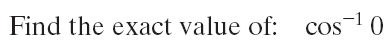 Find the exact value of: cos⁻¹ 0